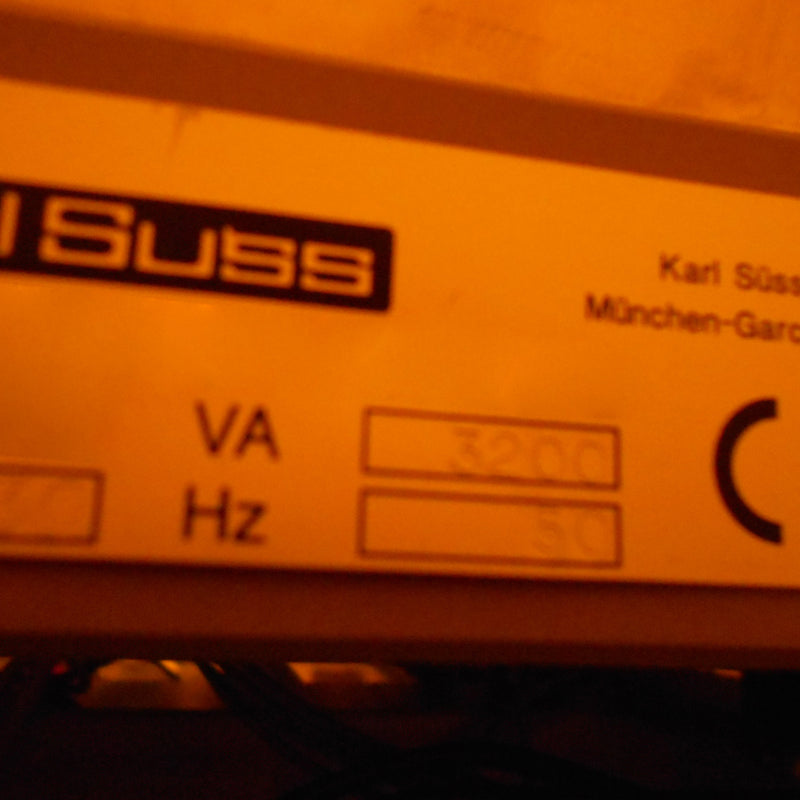 SUSS
Karl Süss
München-Garc
VA 3200
Hz 50
C